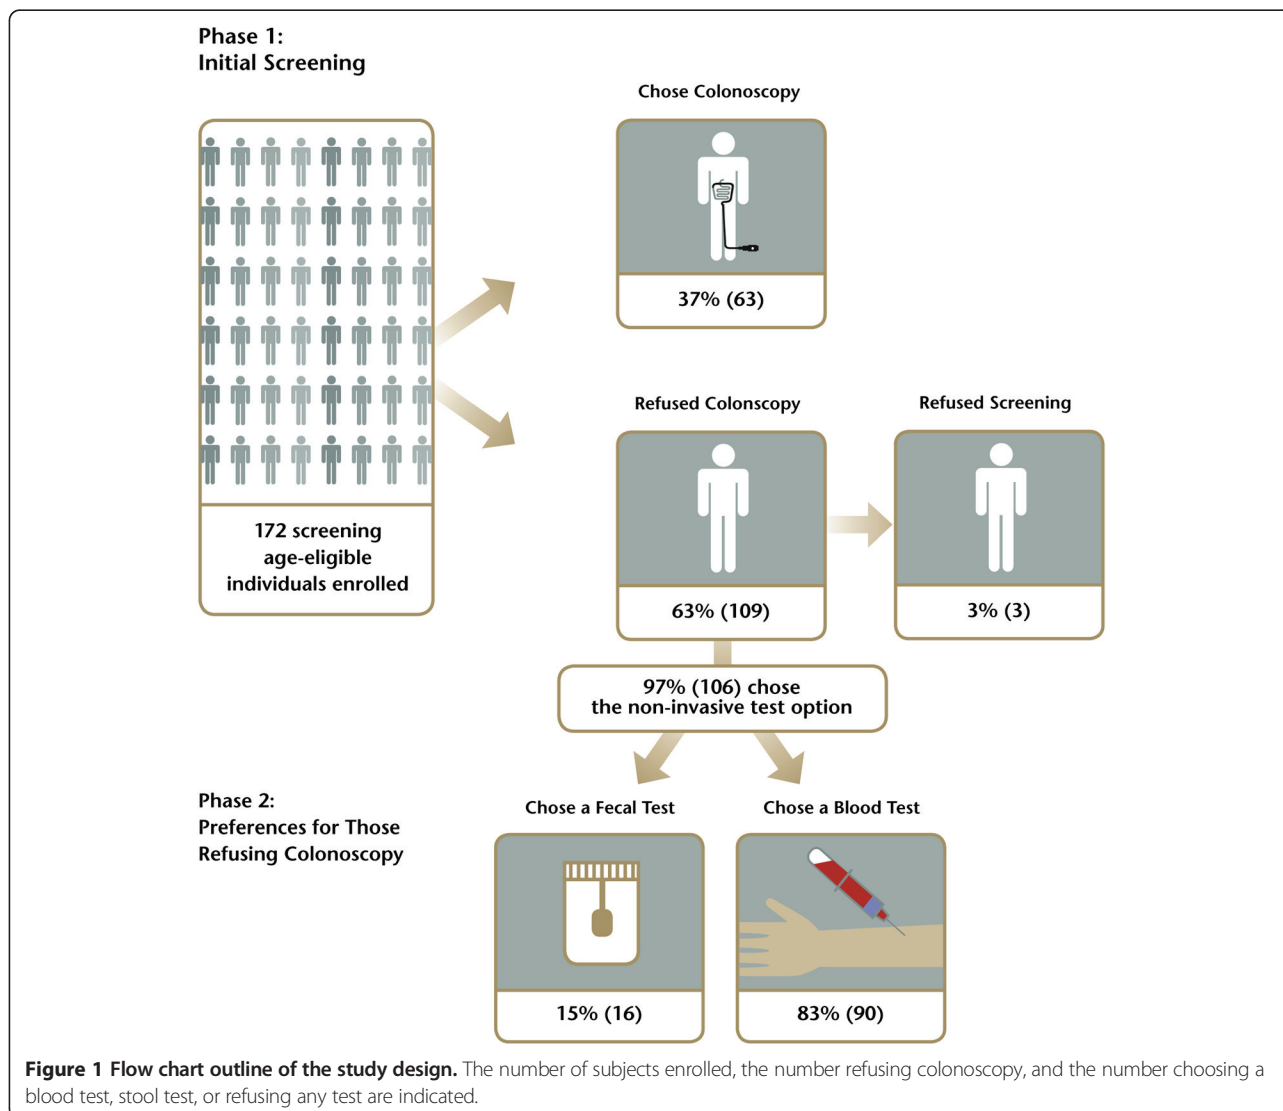 Phase 1:
Initial Screening
Chose Colonoscopy
37% (63)
172 screening
age-eligible
individuals enrolled
Refused Colonscopy
Refused Screening
63% (109)
3% (3)
97% (106) chose
the non-invasive test option
Phase 2:
Preferences for Those
Refusing Colonoscopy
Chose a Fecal Test
Chose a Blood Test
15% (16)
83% (90)
Figure 1 Flow chart outline of the study design. The number of subjects enrolled, the number refusing colonoscopy, and the number choosing a
blood test, stool test, or refusing any test are indicated.